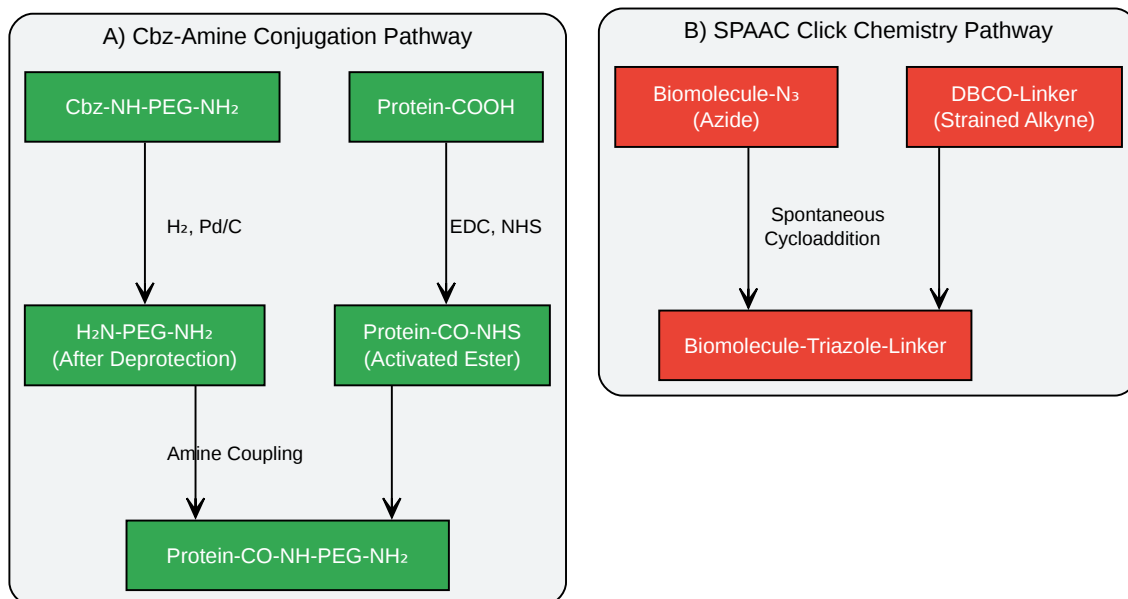 A) Cbz-Amine Conjugation Pathway
Cbz-NH-PEG-NH₂
Protein-COOH
H₂, Pd/C
EDC, NHS
H₂N-PEG-NH₂
(After Deprotection)
Protein-CO-NHS
(Activated Ester)
Amine Coupling
Protein-CO-NH-PEG-NH₂
B) SPAAC Click Chemistry Pathway
Biomolecule-N₃
(Azide)
DBCO-Linker
(Strained Alkyne)
Spontaneous
Cycloaddition
Biomolecule-Triazole-Linker